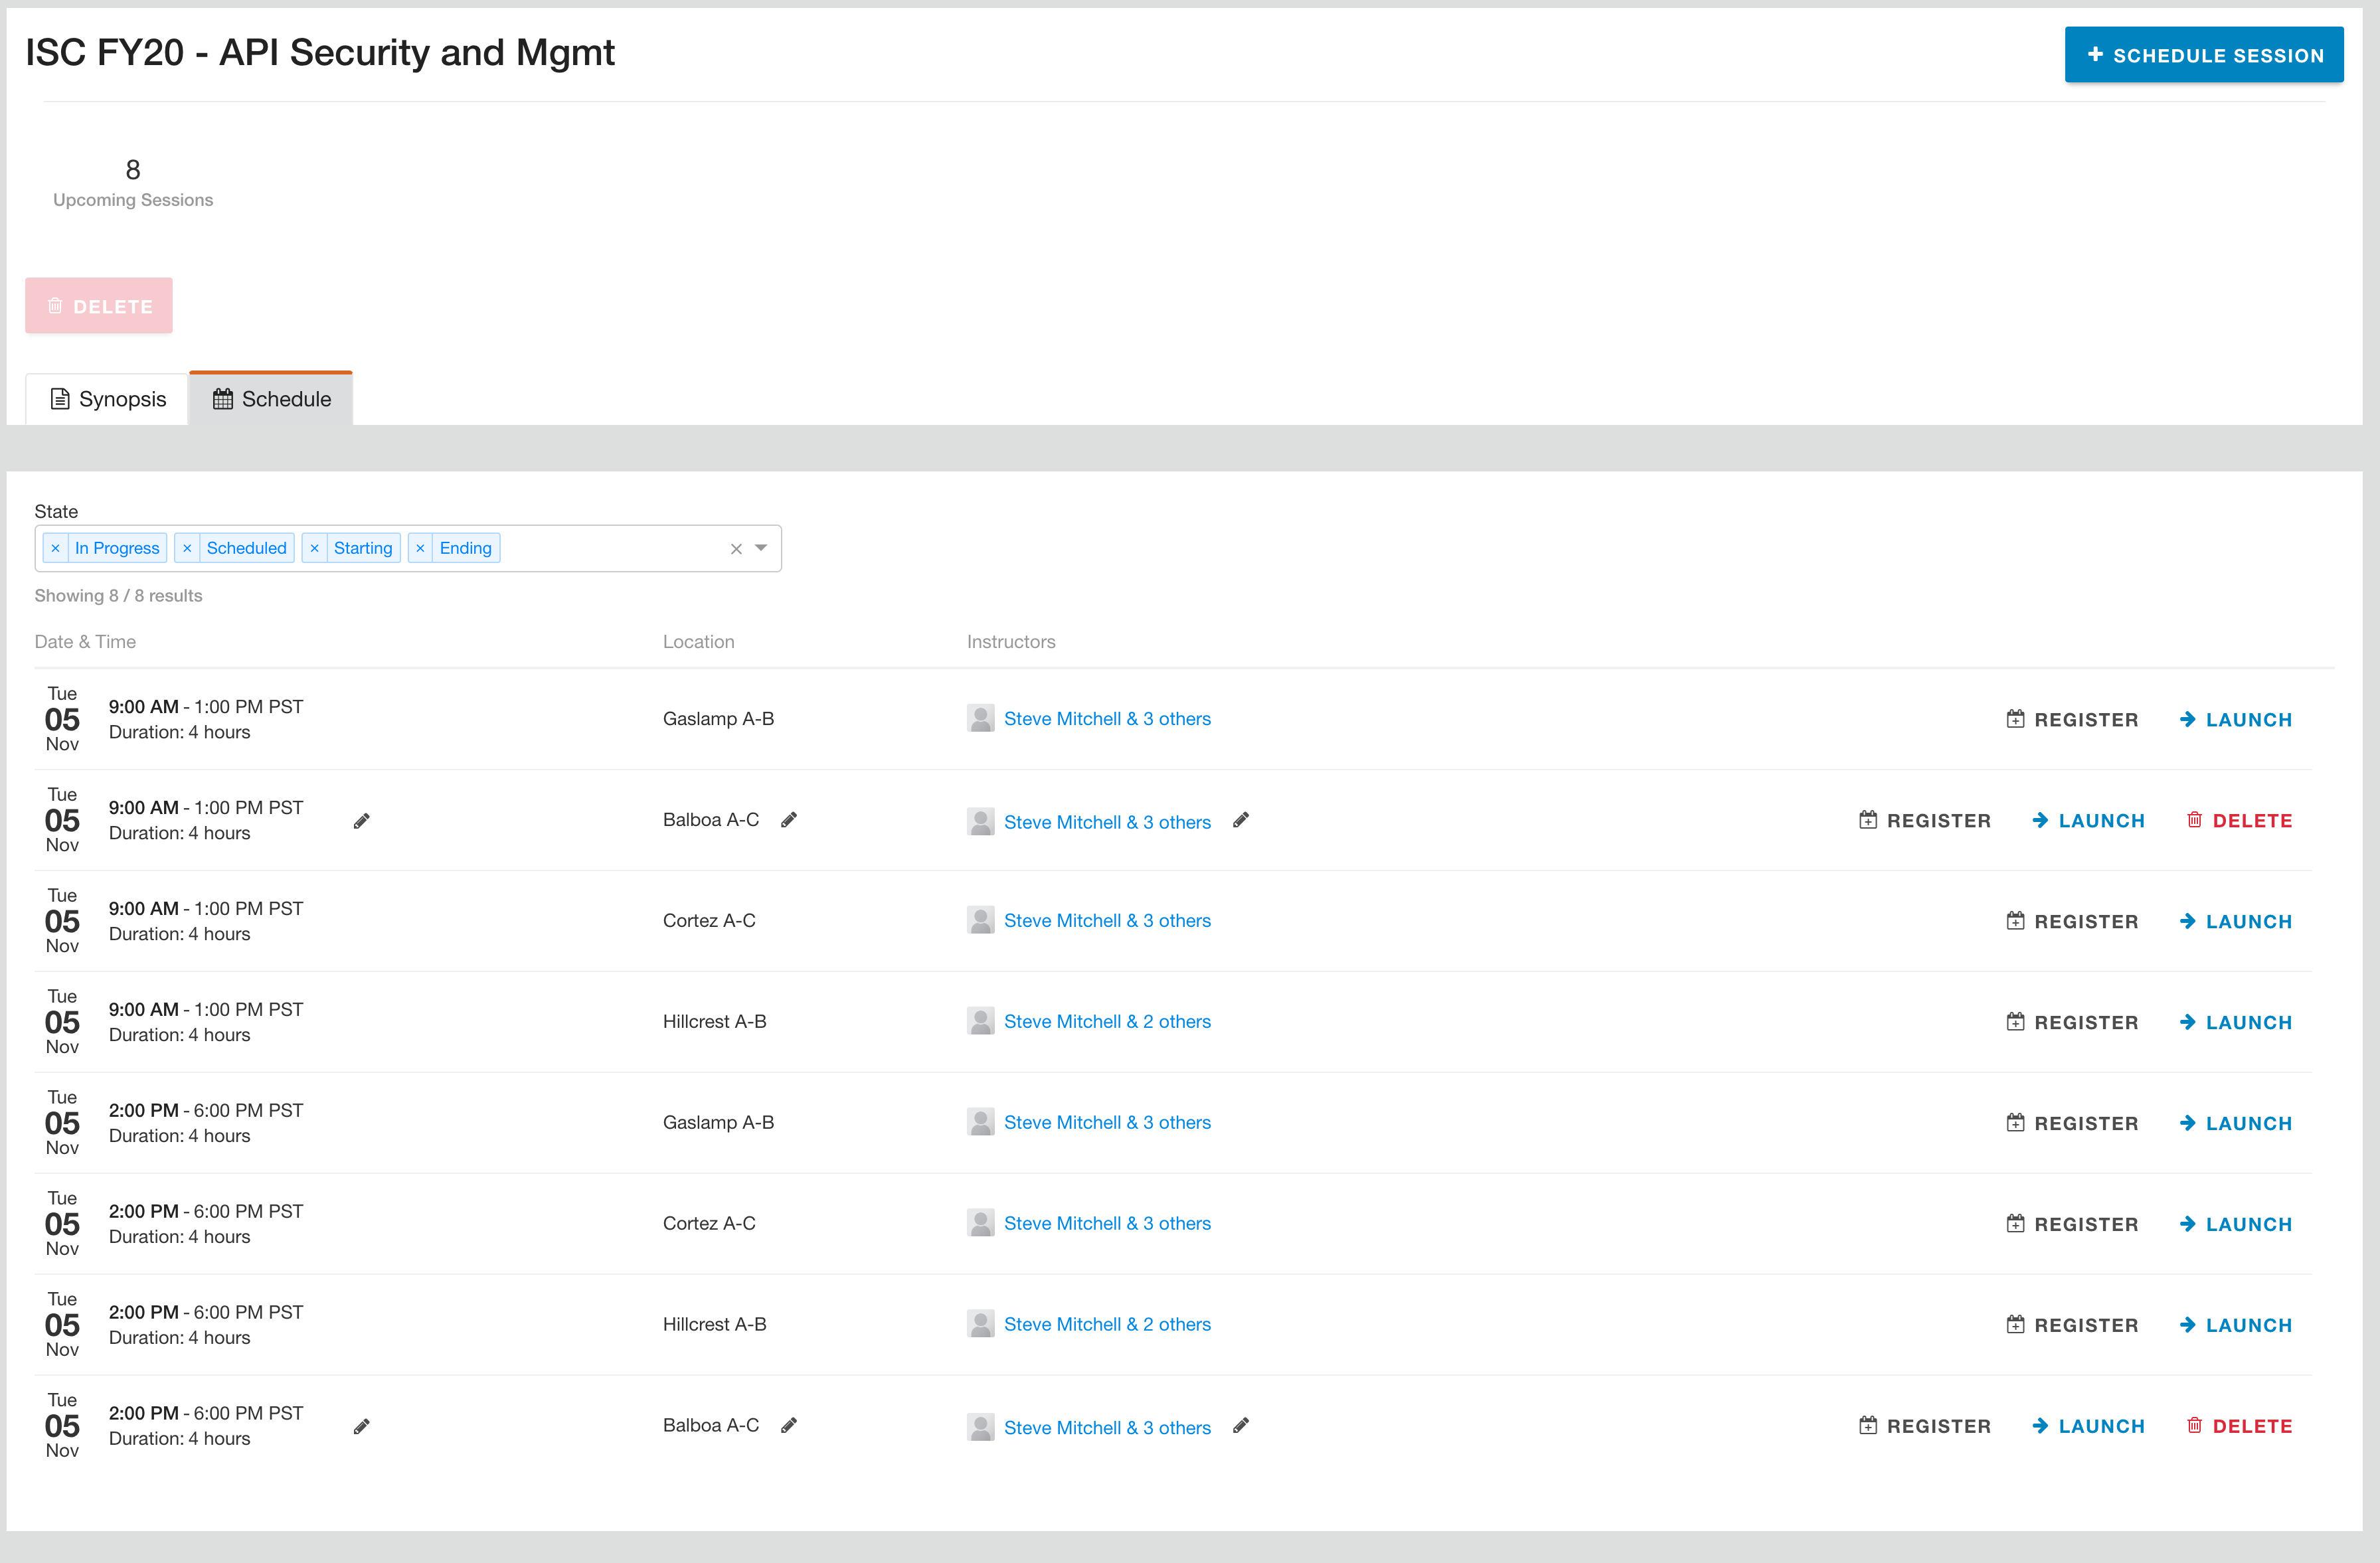 ISC FY20 - API Security and Mgmt
+ SCHEDULE SESSION
8
Upcoming Sessions
DELETE
Synopsis
Schedule
State
× In Progress × Scheduled × Starting × Ending ×
Showing 8 / 8 results
Date & Time Location Instructors
Tue
05
Nov
9:00 AM - 1:00 PM PST
Duration: 4 hours
Gaslamp A-B
Steve Mitchell & 3 others
REGISTER
LAUNCH
Tue
05
Nov
9:00 AM - 1:00 PM PST
Duration: 4 hours
Balboa A-C
Steve Mitchell & 3 others
REGISTER
LAUNCH
DELETE
Tue
05
Nov
9:00 AM - 1:00 PM PST
Duration: 4 hours
Cortez A-C
Steve Mitchell & 3 others
REGISTER
LAUNCH
Tue
05
Nov
9:00 AM - 1:00 PM PST
Duration: 4 hours
Hillcrest A-B
Steve Mitchell & 2 others
REGISTER
LAUNCH
Tue
05
Nov
2:00 PM - 6:00 PM PST
Duration: 4 hours
Gaslamp A-B
Steve Mitchell & 3 others
REGISTER
LAUNCH
Tue
05
Nov
2:00 PM - 6:00 PM PST
Duration: 4 hours
Cortez A-C
Steve Mitchell & 3 others
REGISTER
LAUNCH
Tue
05
Nov
2:00 PM - 6:00 PM PST
Duration: 4 hours
Hillcrest A-B
Steve Mitchell & 2 others
REGISTER
LAUNCH
Tue
05
Nov
2:00 PM - 6:00 PM PST
Duration: 4 hours
Balboa A-C
Steve Mitchell & 3 others
REGISTER
LAUNCH
DELETE